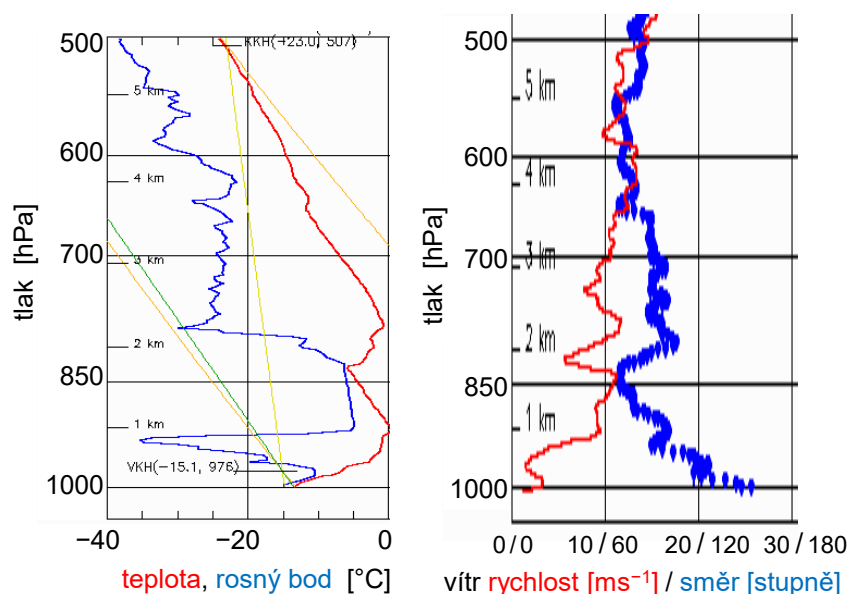 500
KKH(−23.0, 507)
5 km
600
4 km
700
3 km
2 km
850
1 km
VKH(−15.1, 976)
1000
−40
−20
0
tlak [hPa]
teplota, rosný bod [°C]
500
5 km
600
4 km
3 km
700
2 km
850
1 km
1000
0 / 0
10 / 60
20 / 120
30 / 180
tlak [hPa]
vítr rychlost [ms⁻¹] / směr [stupně]